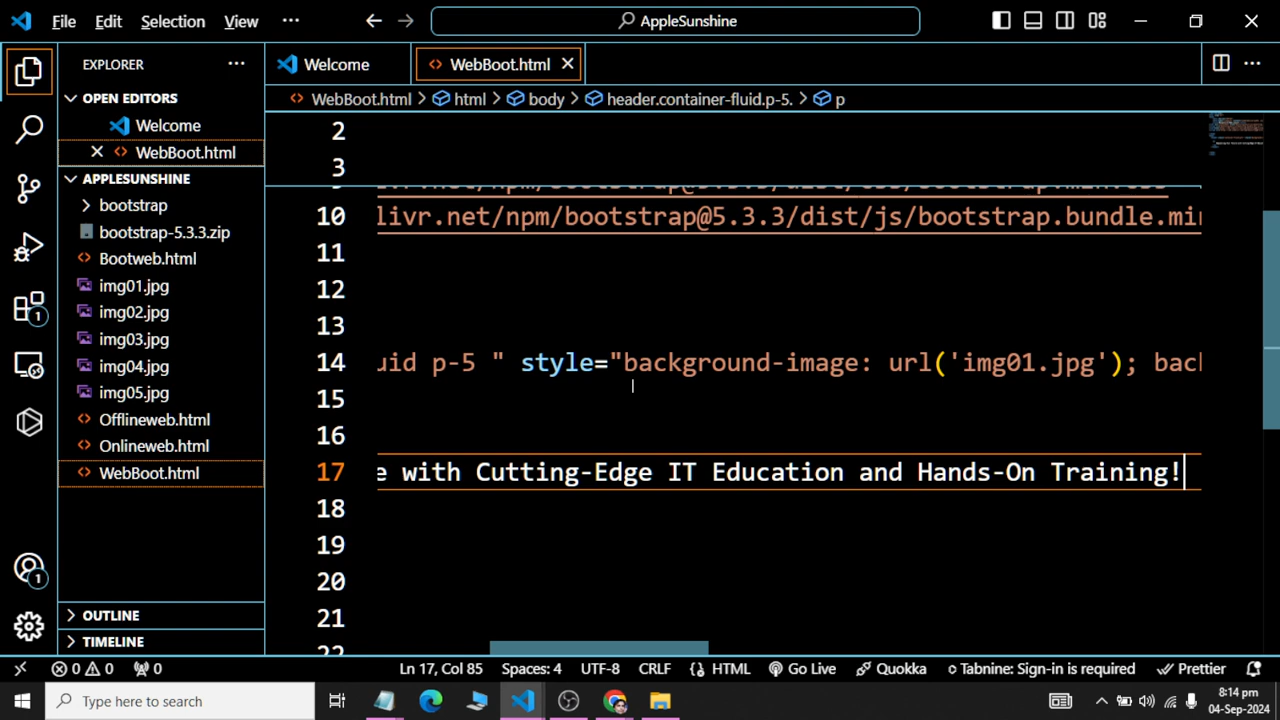 File Edit Selection View ··· AppleSunshine
EXPLORER ···
Welcome
WebBoot.html
OPEN EDITORS
Welcome
WebBoot.html
APPLESUNSHINE
bootstrap
bootstrap-5.3.3.zip
Bootweb.html
img01.jpg
img02.jpg
img03.jpg
img04.jpg
img05.jpg
Offlineweb.html
Onlineweb.html
WebBoot.html
OUTLINE
TIMELINE
1
1
WebBoot.html > html > body > header.container-fluid.p-5. > p
2
3
10 livr.net/npm/bootstrap@5.3.3/dist/js/bootstrap.bundle.min
11
12
13
14 uid p-5 " style="background-image: url('img01.jpg'); bac
15
16
17 e with Cutting-Edge IT Education and Hands-On Training!
18
19
20
21
22
0 0 0 Ln 17, Col 85 Spaces: 4 UTF-8 CRLF HTML Go Live Quokka Tabnine: Sign-in is required Prettier
Type here to search
8:14 pm
04-Sep-2024